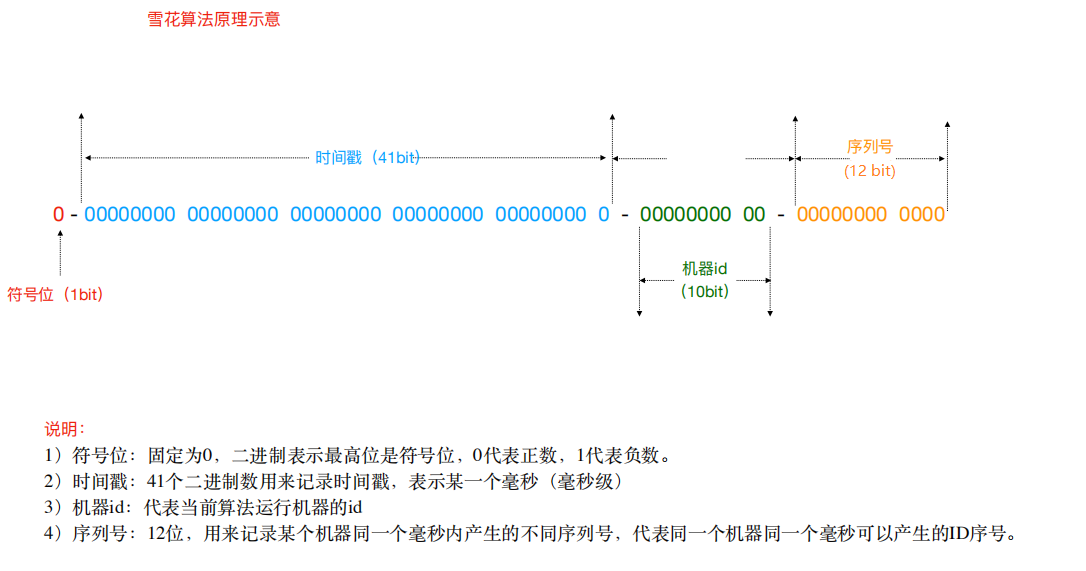 雪花算法原理示意
时间戳（41bit）
序列号
(12 bit)
0 - 00000000 00000000 00000000 00000000 00000000 0 - 00000000 00 - 00000000 0000
机器id
（10bit）
符号位（1bit）
说明：
1）符号位：固定为0，二进制表示最高位是符号位，0代表正数、1代表负数。
2）时间戳：41个二进制数用来记录时间戳，表示某一个毫秒（毫秒级）
3）机器id：代表当前算法运行机器的id
4）序列号：12位，用来记录某个机器同一个毫秒内产生的不同序列号，代表同一个机器同一个毫秒可以产生的ID序号。